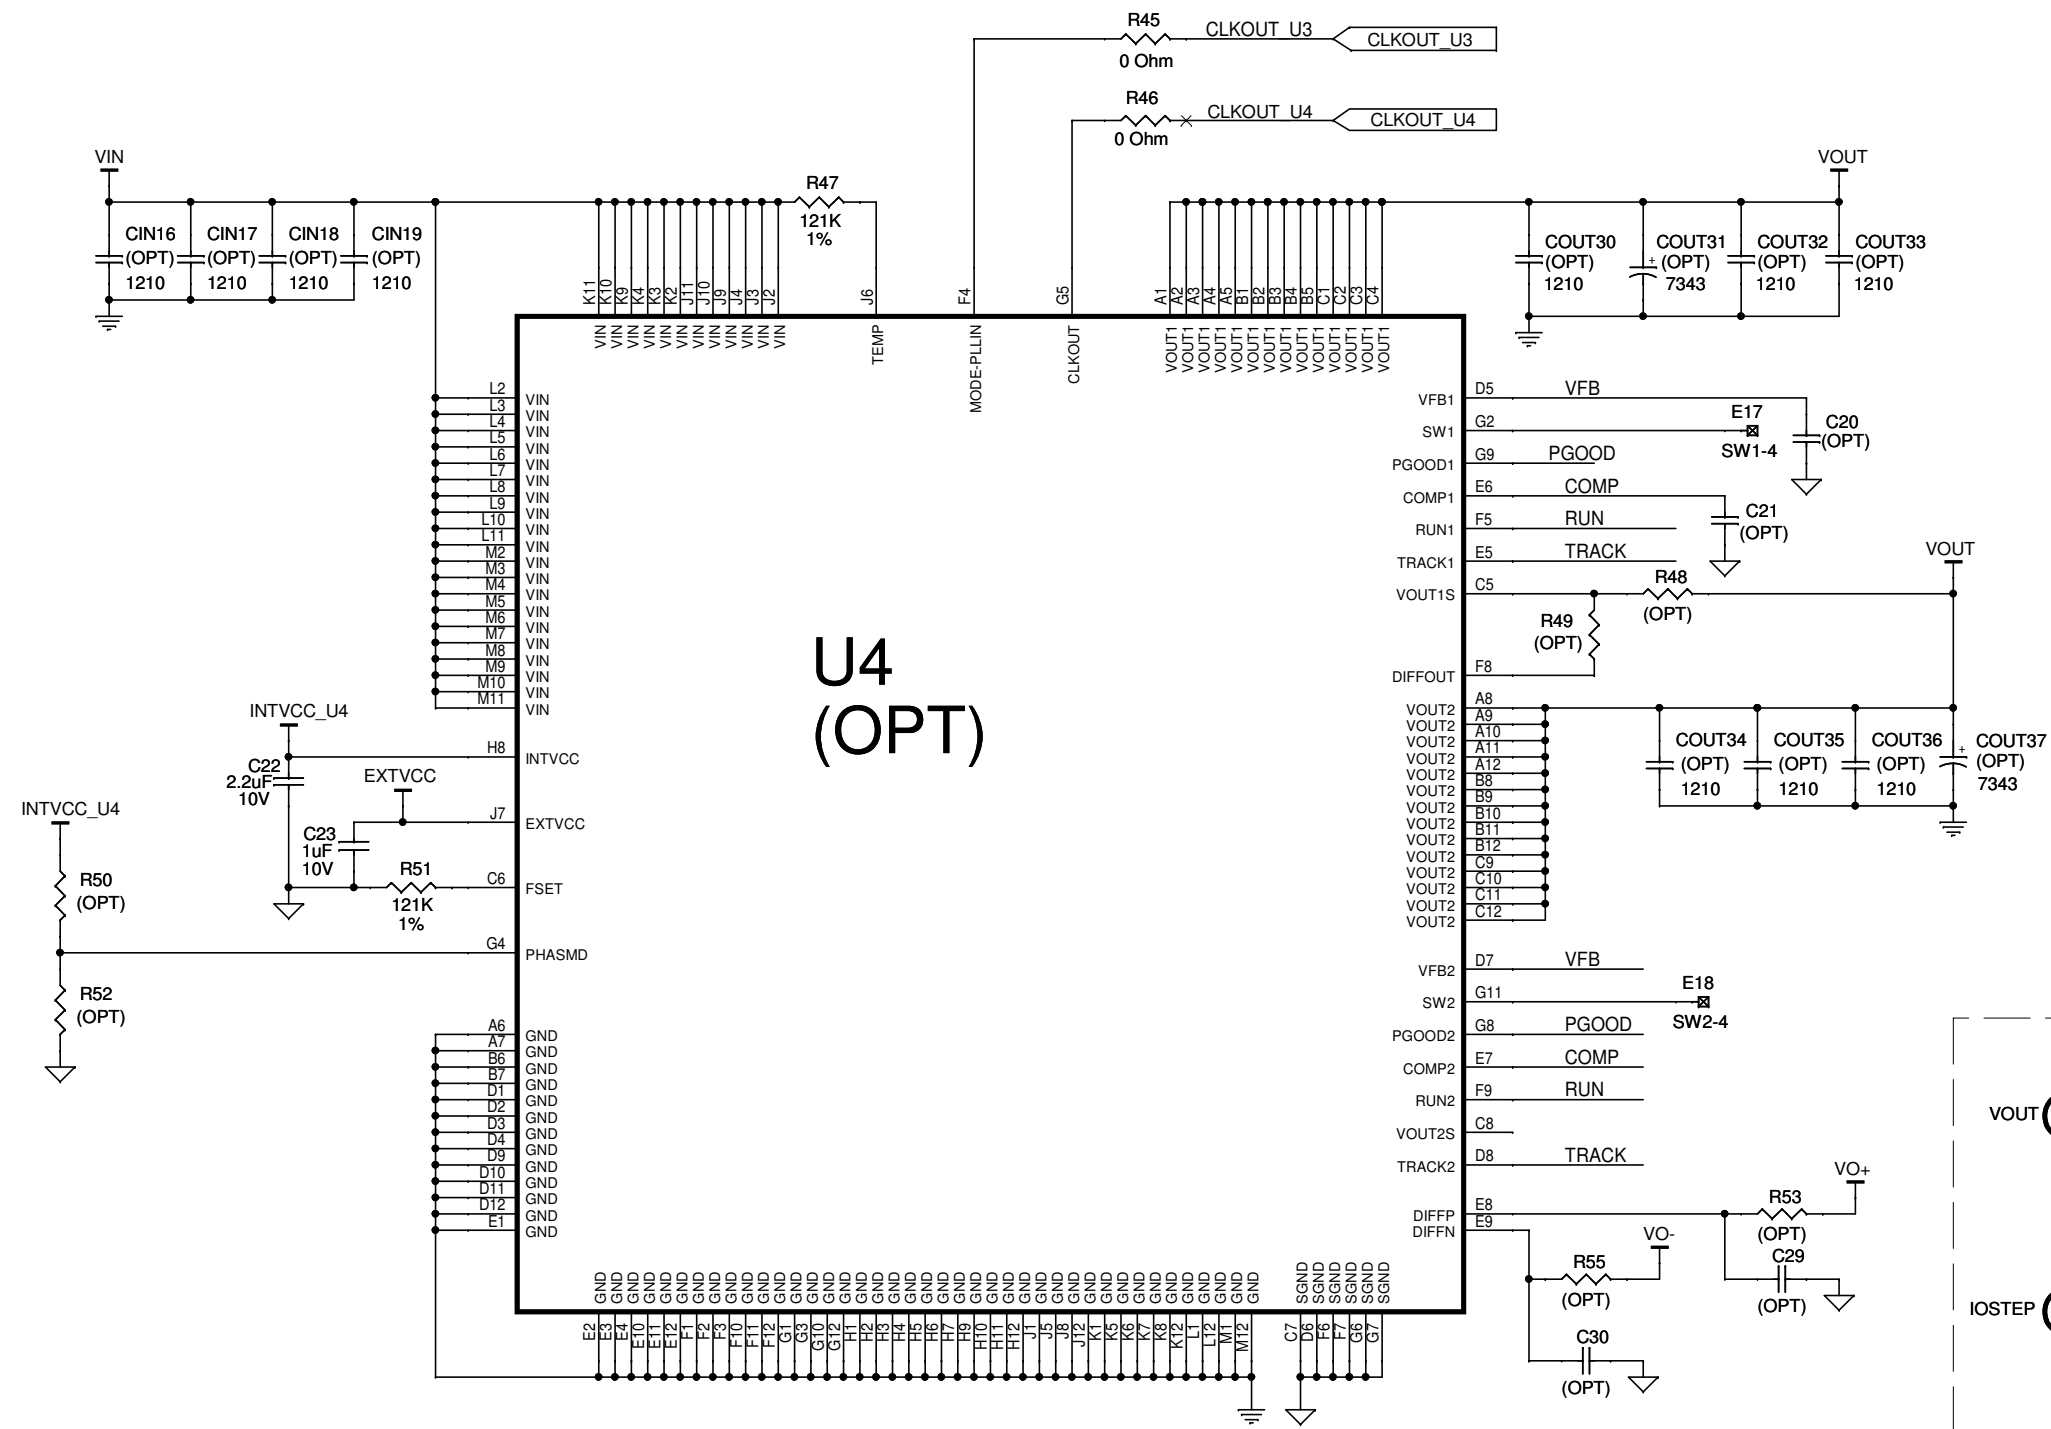 R45
CLKOUT_U3
CLKOUT_U3
0 Ohm
R46
CLKOUT_U4
CLKOUT_U4
0 Ohm
VIN
R47
121K
1%
VOUT
CIN16
(OPT)
1210
CIN17
(OPT)
1210
CIN18
(OPT)
1210
CIN19
(OPT)
1210
COUT30
(OPT)
1210
COUT31
+
(OPT)
7343
COUT32
(OPT)
1210
COUT33
(OPT)
1210
K11 K10 K9 K4 K3 K2 J11 J10 J9 J4 J3 J2
VIN VIN VIN VIN VIN VIN VIN VIN VIN VIN VIN VIN
J6
TEMP
F4
MODE-PLLIN
G5
CLKOUT
A1 A2 A3 A4 A5 B1 B2 B3 B4 B5 C1 C2 C3 C4
VOUT1 VOUT1 VOUT1 VOUT1 VOUT1 VOUT1 VOUT1 VOUT1 VOUT1 VOUT1 VOUT1 VOUT1 VOUT1 VOUT1
L2 VIN
L3 VIN
L4 VIN
L5 VIN
L6 VIN
L7 VIN
L8 VIN
L9 VIN
L10 VIN
L11 VIN
M2 VIN
M3 VIN
M4 VIN
M5 VIN
M6 VIN
M7 VIN
M8 VIN
M9 VIN
M10 VIN
M11 VIN
INTVCC_U4
H8 INTVCC
C22
2.2uF
10V
EXTVCC
J7 EXTVCC
C23
1uF
10V
R51
121K
1%
C6 FSET
INTVCC_U4
R50
(OPT)
G4 PHASMD
R52
(OPT)
A6 GND
A7 GND
B6 GND
B7 GND
D1 GND
D2 GND
D3 GND
D4 GND
D9 GND
D10 GND
D11 GND
D12 GND
E1 GND
U4
(OPT)
VFB1 D5 VFB
SW1 G2
E17
SW1-4
C20
(OPT)
PGOOD1 G9 PGOOD
COMP1 E6 COMP
C21
(OPT)
RUN1 F5 RUN
TRACK1 E5 TRACK
VOUT
VOUT1S C5
R48
(OPT)
R49
(OPT)
DIFFOUT F8
VOUT2 A8
VOUT2 A9
VOUT2 A10
VOUT2 A11
VOUT2 A12
VOUT2 B8
VOUT2 B9
VOUT2 B10
VOUT2 B11
VOUT2 B12
VOUT2 C9
VOUT2 C10
VOUT2 C11
VOUT2 C12
COUT34
(OPT)
1210
COUT35
(OPT)
1210
COUT36
(OPT)
1210
COUT37
+
(OPT)
7343
VFB2 D7 VFB
SW2 G11
E18
SW2-4
PGOOD2 G8 PGOOD
COMP2 E7 COMP
RUN2 F9 RUN
VOUT2S C8
TRACK2 D8 TRACK
DIFFP E8
DIFFN E9
VO+
R53
(OPT)
VO-
R55
(OPT)
C29
(OPT)
C30
(OPT)
VOUT
IOSTEP
GND GND GND GND GND GND GND GND GND GND GND GND GND GND GND GND GND GND GND GND GND GND GND GND GND GND GND GND GND GND GND GND GND GND GND GND GND GND GND GND GND
E2 E3 E4 E10 E11 E12 F1 F2 F3 F10 F11 F12 G1 G3 G10 G12 H1 H2 H3 H4 H5 H6 H7 H9 H10 H11 H12 J1 J5 J8 J12 K1 K5 K6 K7 K8 K12 L1 L12 M1 M12
SGND SGND SGND SGND SGND SGND
C7 D6 F6 F7 G6 G7